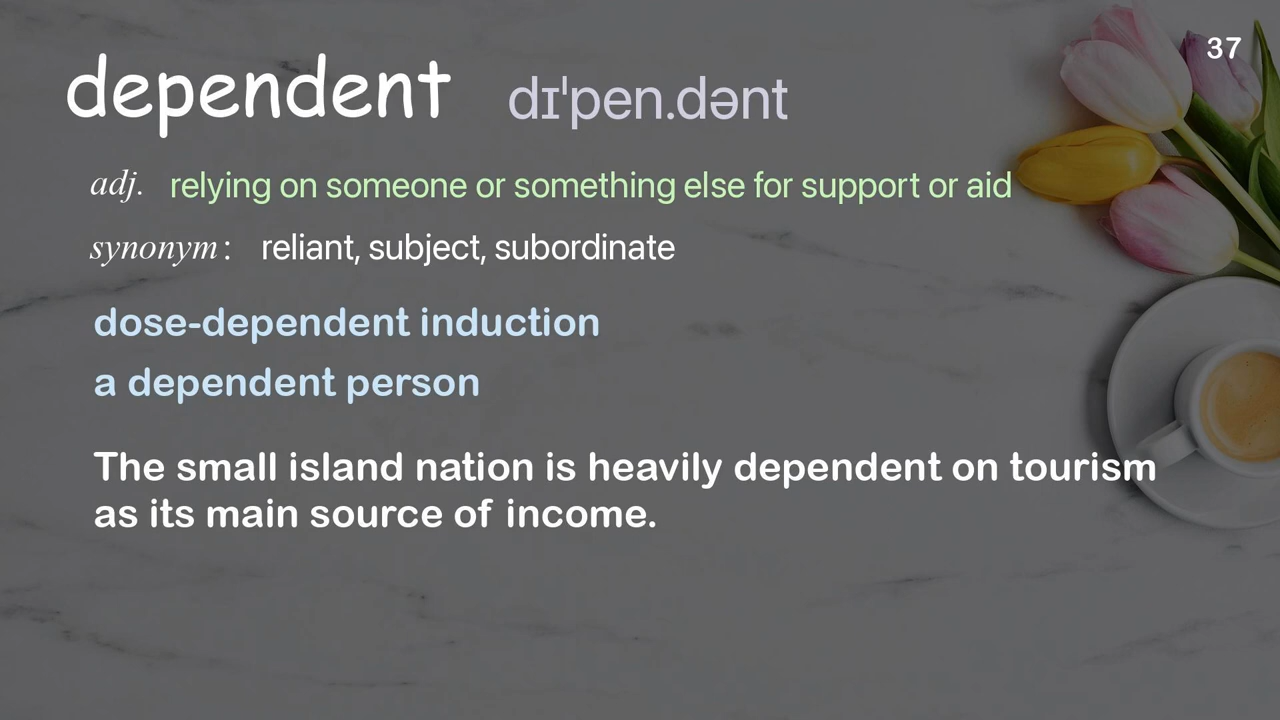 37
dependent dɪˈpen.dənt
adj. relying on someone or something else for support or aid
synonym: reliant, subject, subordinate
dose-dependent induction
a dependent person
The small island nation is heavily dependent on tourism
as its main source of income.